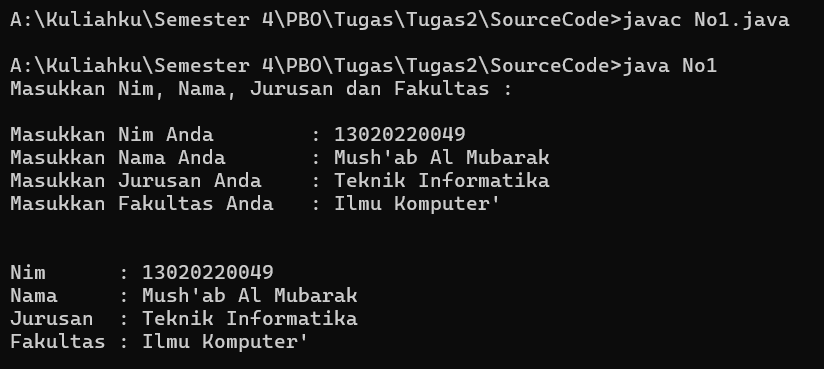 A:\Kuliahku\Semester 4\PBO\Tugas\Tugas2\SourceCode>javac No1.java
A:\Kuliahku\Semester 4\PBO\Tugas\Tugas2\SourceCode>java No1
Masukkan Nim, Nama, Jurusan dan Fakultas :
Masukkan Nim Anda        : 13020220049
Masukkan Nama Anda       : Mush'ab Al Mubarak
Masukkan Jurusan Anda    : Teknik Informatika
Masukkan Fakultas Anda   : Ilmu Komputer'
Nim      : 13020220049
Nama     : Mush'ab Al Mubarak
Jurusan  : Teknik Informatika
Fakultas : Ilmu Komputer'